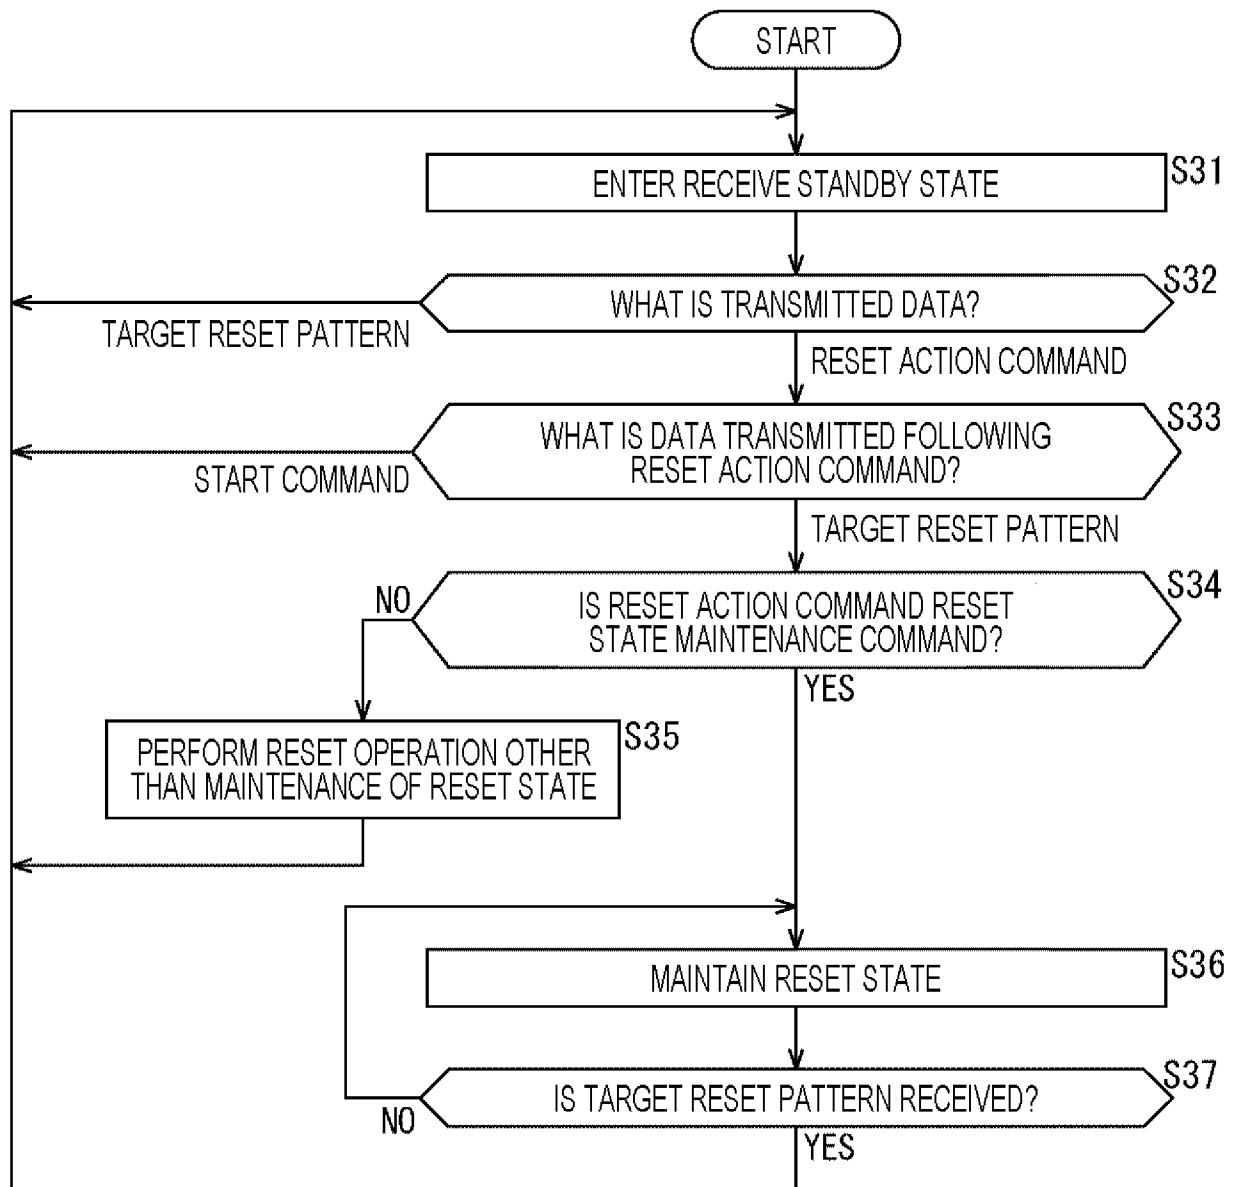 START
ENTER RECEIVE STANDBY STATE
S31
WHAT IS TRANSMITTED DATA?
S32
TARGET RESET PATTERN
RESET ACTION COMMAND
WHAT IS DATA TRANSMITTED FOLLOWING
RESET ACTION COMMAND?
S33
START COMMAND
TARGET RESET PATTERN
IS RESET ACTION COMMAND RESET
STATE MAINTENANCE COMMAND?
S34
NO
YES
PERFORM RESET OPERATION OTHER
THAN MAINTENANCE OF RESET STATE
S35
MAINTAIN RESET STATE
S36
IS TARGET RESET PATTERN RECEIVED?
S37
NO
YES